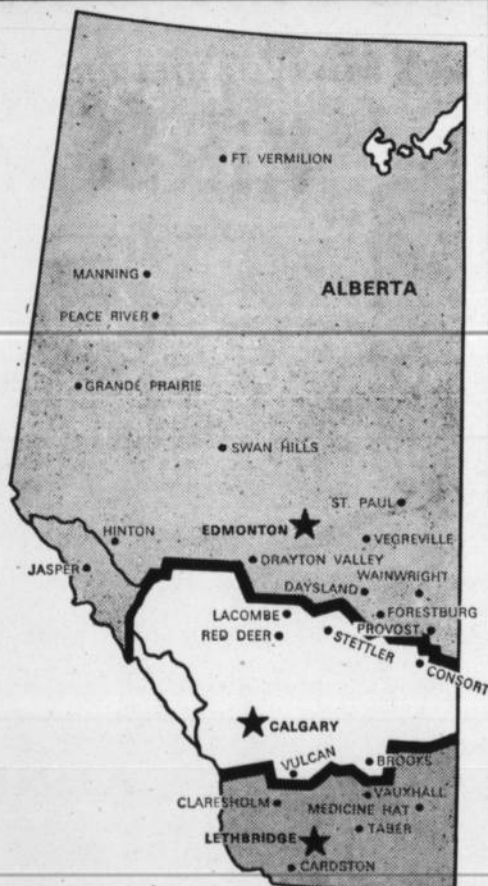 FT. VERMILION
MANNING
ALBERTA
PEACE RIVER
GRANDE PRAIRIE
SWAN HILLS
ST. PAUL
EDMONTON
HINTON
VEGREVILLE
DRAYTON VALLEY
JASPER
WAINWRIGHT
DAYSLAND
LACOMBE
FORESTBURG
RED DEER
PROVOST
STETTLER
CONSORT
CALGARY
BROOKS
VULCAN
VAUXHALL
CLARESHOLM
MEDICINE HAT
TABER
LETHBRIDGE
CARDSTON